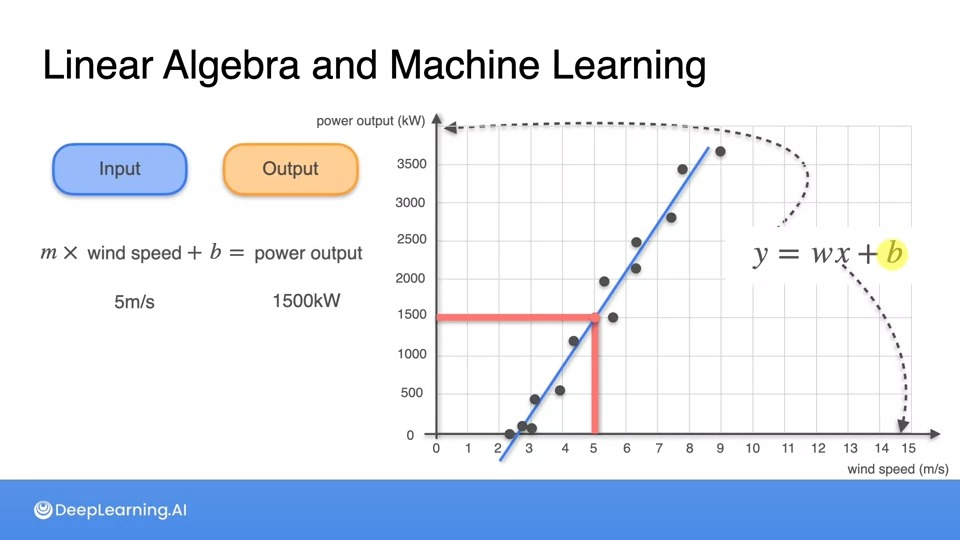 Linear Algebra and Machine Learning
Input
Output
m × wind speed + b = power output
5m/s
1500kW
power output (kW)
3500
3000
2500
2000
1500
1000
500
0
0 1 2 3 4 5 6 7 8 9 10 11 12 13 14 15
wind speed (m/s)
y = wx + b
DeepLearning.AI